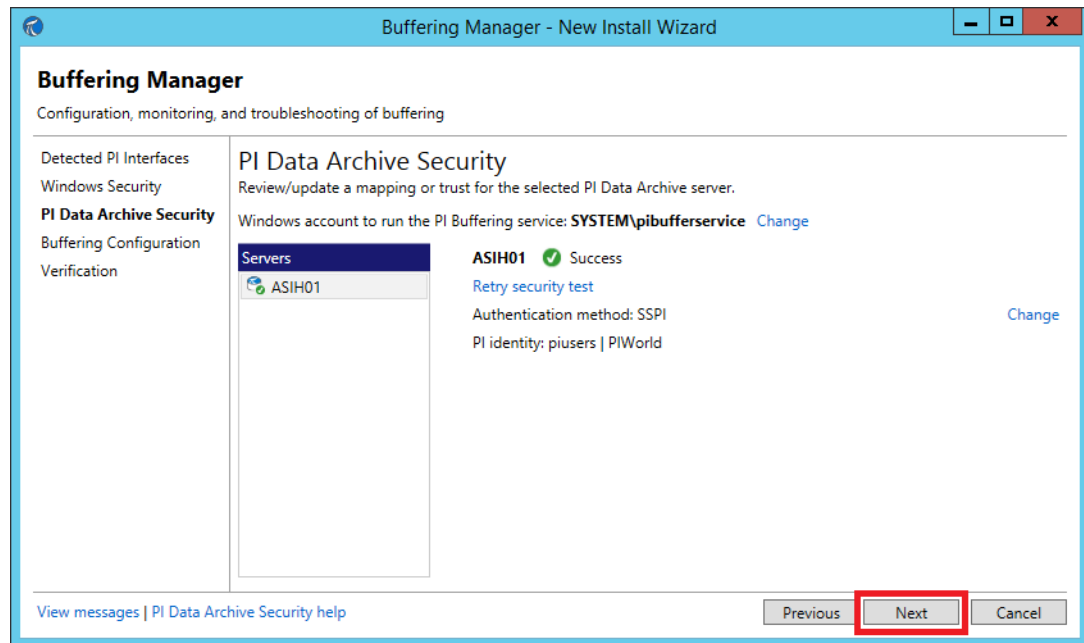 Buffering Manager - New Install Wizard
Buffering Manager
Configuration, monitoring, and troubleshooting of buffering
Detected PI Interfaces
Windows Security
PI Data Archive Security
Buffering Configuration
Verification
PI Data Archive Security
Review/update a mapping or trust for the selected PI Data Archive server.
Windows account to run the PI Buffering service: SYSTEM\pibufferservice Change
Servers
ASIH01
ASIH01 Success
Retry security test
Authentication method: SSPI Change
PI identity: piusers | PIWorld
View messages | PI Data Archive Security help
Previous Next Cancel